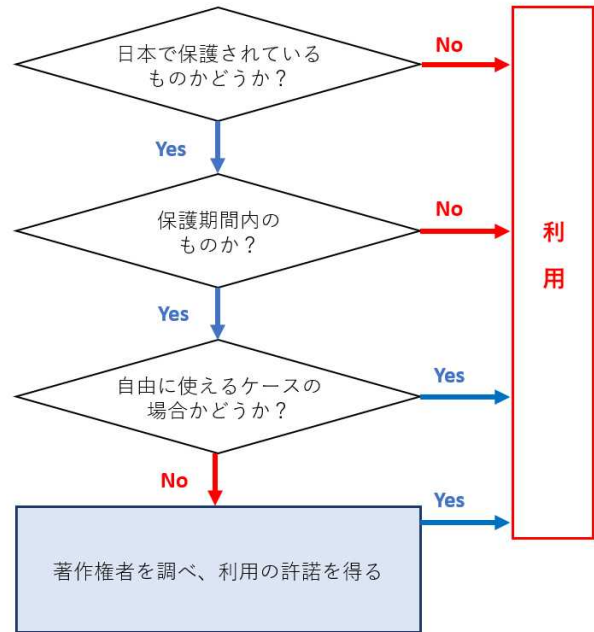 日本で保護されている
ものかどうか？
No
Yes
保護期間内の
ものか？
No
利
用
Yes
自由に使えるケースの
場合かどうか？
Yes
No
Yes
著作権者を調べ、利用の許諾を得る